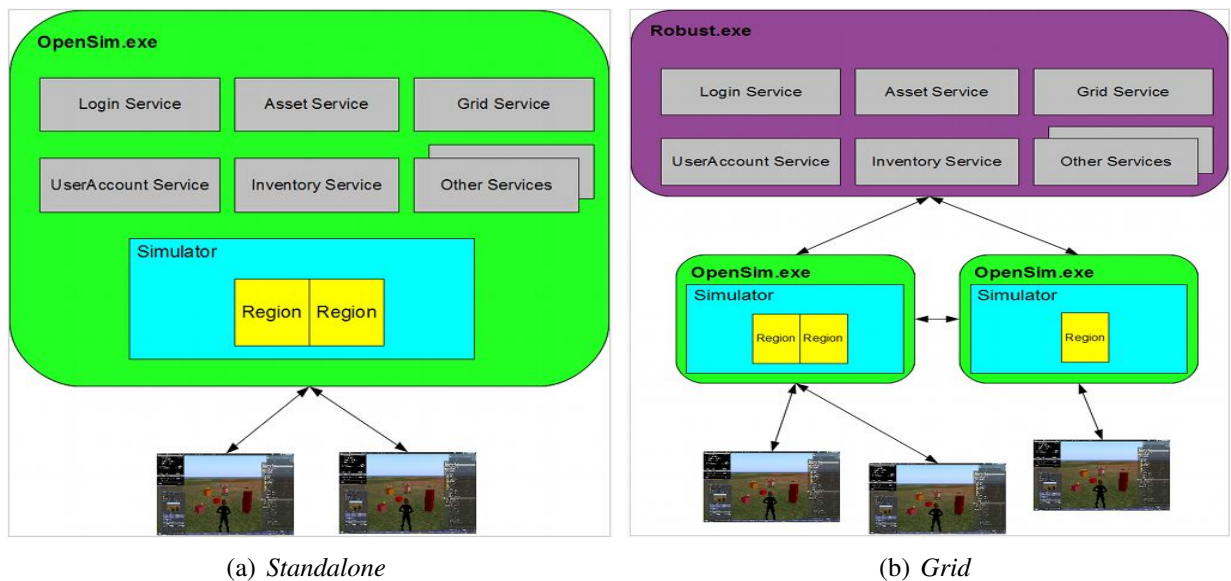 OpenSim.exe
Login Service
Asset Service
Grid Service
UserAccount Service
Inventory Service
Other Services
Simulator
Region
Region
(a) Standalone
Robust.exe
Login Service
Asset Service
Grid Service
UserAccount Service
Inventory Service
Other Services
OpenSim.exe
Simulator
Region
Region
OpenSim.exe
Simulator
Region
(b) Grid